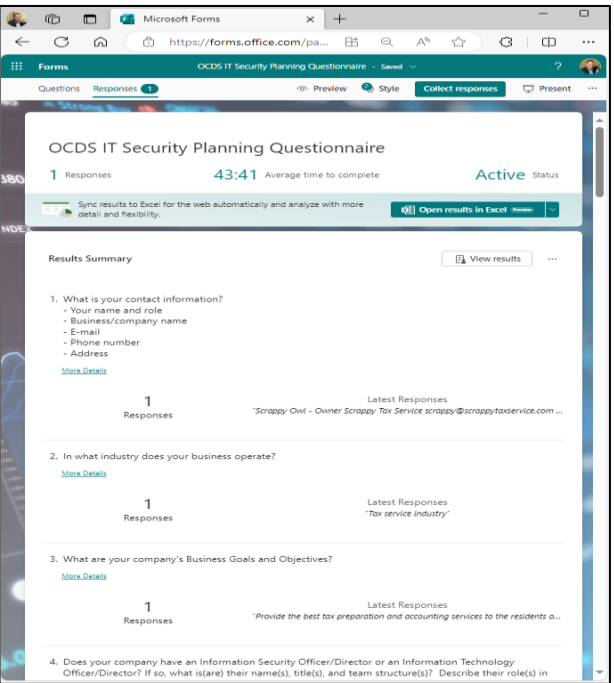 Microsoft Forms
https://forms.office.com/pa...
Forms
OCDS IT Security Planning Questionnaire - Saved
?
Questions
Responses 1
Preview
Style
Collect responses
Present
...
Strong Buy
380
OCDS IT Security Planning Questionnaire
1 Responses
43:41 Average time to complete
Active Status
Sync results to Excel for the web automatically and analyze with more
detail and flexibility.
Open results in Excel
INDEX
Results Summary
View results
...
1. What is your contact information?
- Your name and role
- Business/company name
- E-mail
- Phone number
- Address
More Details
1
Responses
Latest Responses
"Scrappy Owl - Owner Scrappy Tax Service scrappy@scrappytaxservice.com ...
2. In what industry does your business operate?
More Details
1
Responses
Latest Responses
"Tax service industry"
3. What are your company's Business Goals and Objectives?
More Details
1
Responses
Latest Responses
"Provide the best tax preparation and accounting services to the residents o...
4. Does your company have an Information Security Officer/Director or an Information Technology
Officer/Director? If so, what is(are) their name(s), title(s), and team structure(s)? Describe their role(s) in